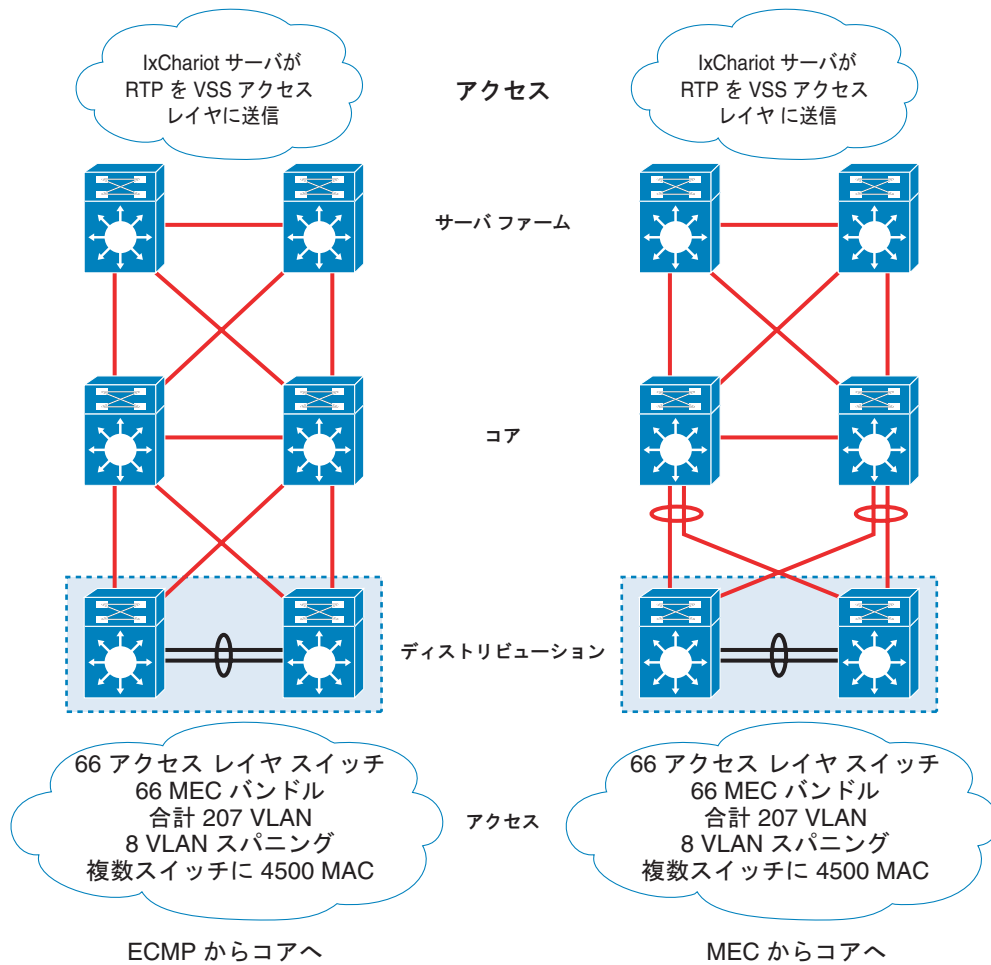 IxChariot サーバが
RTP を VSS アクセス
レイヤに送信
アクセス
IxChariot サーバが
RTP を VSS アクセス
レイヤ に送信
サーバ ファーム
コア
ディストリビューション
66 アクセス レイヤ スイッチ
66 MEC バンドル
合計 207 VLAN
8 VLAN スパニング
複数スイッチに 4500 MAC
アクセス
66 アクセス レイヤ スイッチ
66 MEC バンドル
合計 207 VLAN
8 VLAN スパニング
複数スイッチに 4500 MAC
ECMP からコアへ
MEC からコアへ